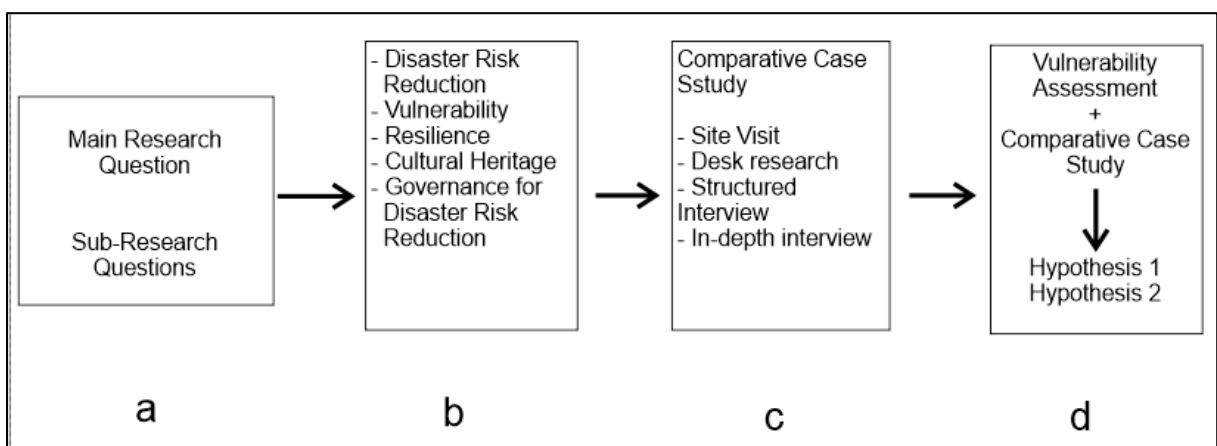 Main Research
Question
Sub-Research
Questions
- Disaster Risk
Reduction
- Vulnerability
- Resilience
- Cultural Heritage
- Governance for
Disaster Risk
Reduction
Comparative Case
Sstudy
- Site Visit
- Desk research
- Structured
Interview
- In-depth interview
Vulnerability
Assessment
+
Comparative Case
Study
Hypothesis 1
Hypothesis 2
a
b
c
d